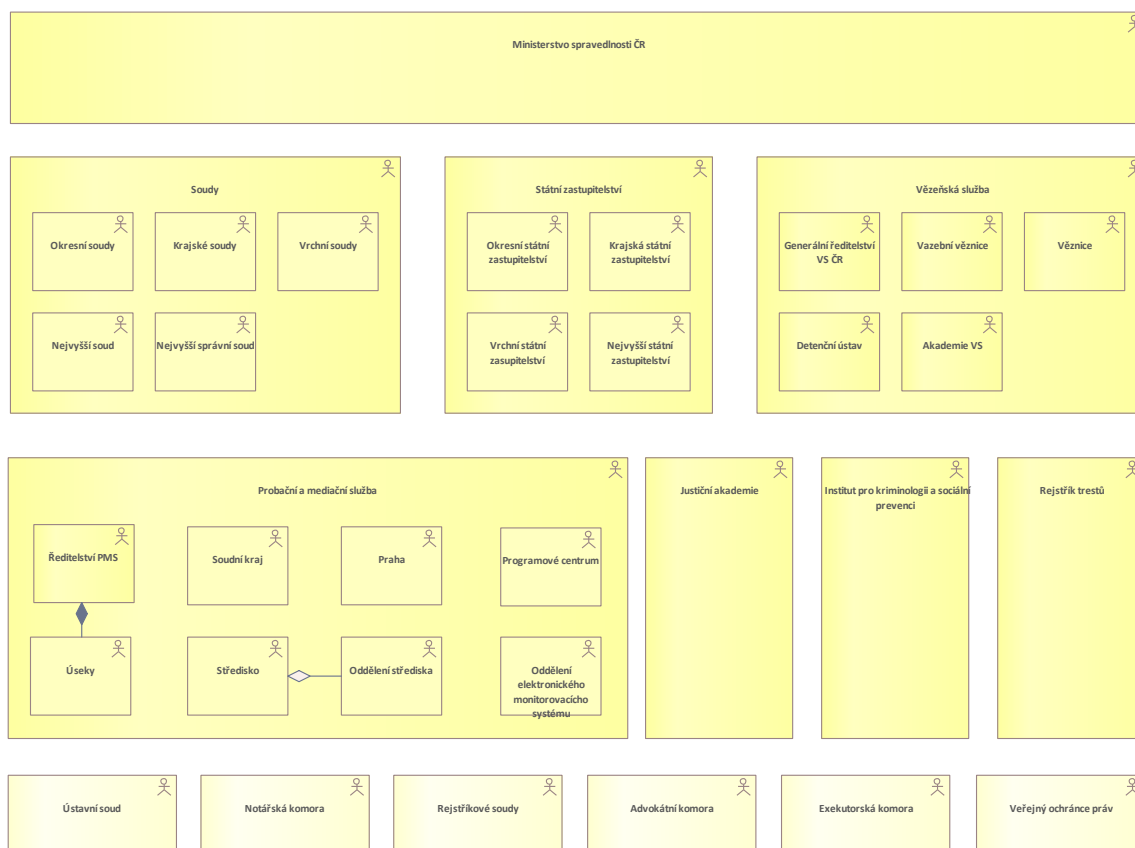 Ministerstvo spravedlnosti ČR
Soudy
Okresní soudy
Krajské soudy
Vrchní soudy
Nejvyšší soud
Nejvyšší správní soud
Státní zastupitelství
Okresní státní
zastupitelství
Krajská státní
zastupitelství
Vrchní státní
zasupitelství
Nejvyšší státní
zastupitelství
Vězeňská služba
Generální ředitelství
VS ČR
Vazební věznice
Věznice
Detenční ústav
Akademie VS
Probační a mediační služba
Ředitelství PMS
Soudní kraj
Praha
Programové centrum
Úseky
Středisko
Oddělení střediska
Oddělení
elektronického
monitorovacícho
systému
Justiční akademie
Institut pro kriminologii a sociální
prevenci
Rejstřík trestů
Ústavní soud
Notářská komora
Rejstříkové soudy
Advokátní komora
Exekutorská komora
Veřejný ochránce práv